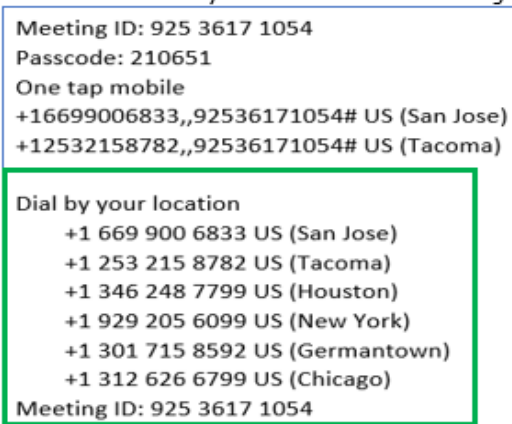 Meeting ID: 925 3617 1054
Passcode: 210651
One tap mobile
+16699006833,,92536171054# US (San Jose)
+12532158782,,92536171054# US (Tacoma)
Dial by your location
+1 669 900 6833 US (San Jose)
+1 253 215 8782 US (Tacoma)
+1 346 248 7799 US (Houston)
+1 929 205 6099 US (New York)
+1 301 715 8592 US (Germantown)
+1 312 626 6799 US (Chicago)
Meeting ID: 925 3617 1054